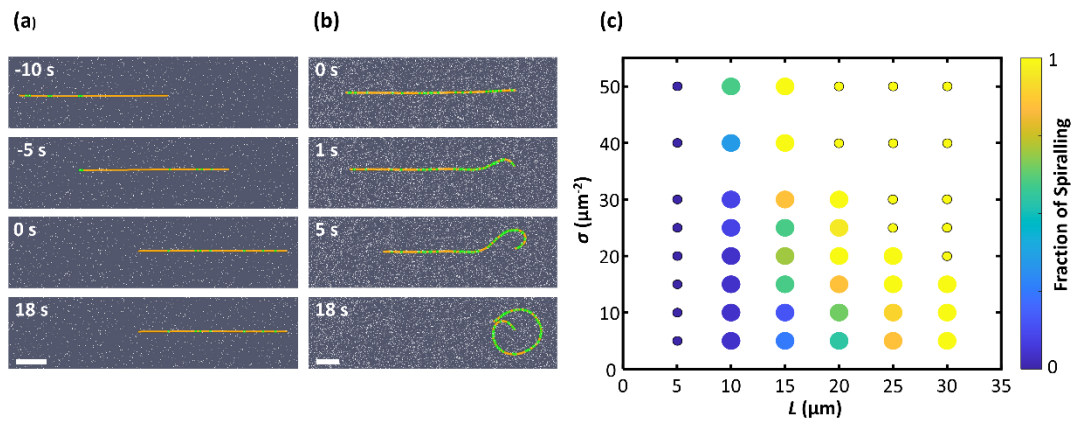 (a)
(b)
(c)
-10 s
-5 s
0 s
18 s
0 s
1 s
5 s
18 s
50
40
30
20
10
0
σ (μm⁻²)
0
5
10
15
20
25
30
35
L (μm)
1
0
Fraction of Spiralling